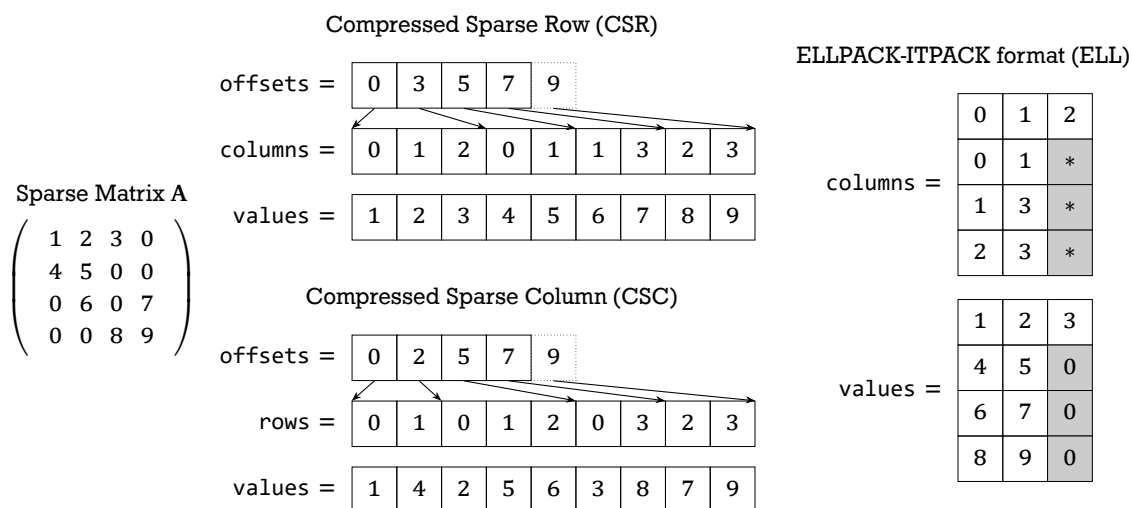 Sparse Matrix A
1 2 3 0
4 5 0 0
0 6 0 7
0 0 8 9
Compressed Sparse Row (CSR)
offsets = 0 3 5 7 9
columns = 0 1 2 0 1 1 3 2 3
values = 1 2 3 4 5 6 7 8 9
Compressed Sparse Column (CSC)
offsets = 0 2 5 7 9
rows = 0 1 0 1 2 0 3 2 3
values = 1 4 2 5 6 3 8 7 9
ELLPACK-ITPACK format (ELL)
columns =
0 1 2
0 1 *
1 3 *
2 3 *
values =
1 2 3
4 5 0
6 7 0
8 9 0